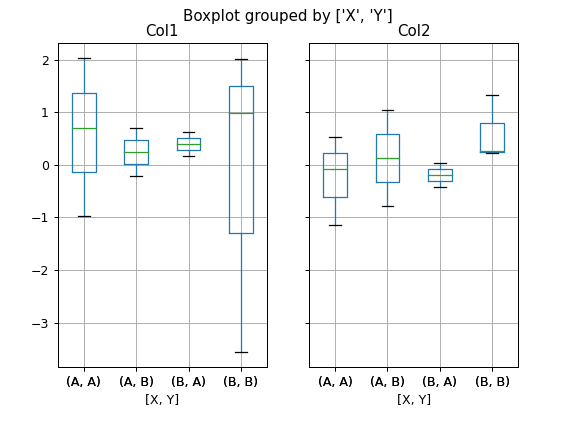 Boxplot grouped by ['X', 'Y']
Col1 Col2
2
1
0
−1
−2
−3
(A, A) (A, B) (B, A) (B, B) (A, A) (A, B) (B, A) (B, B)
[X, Y] [X, Y]